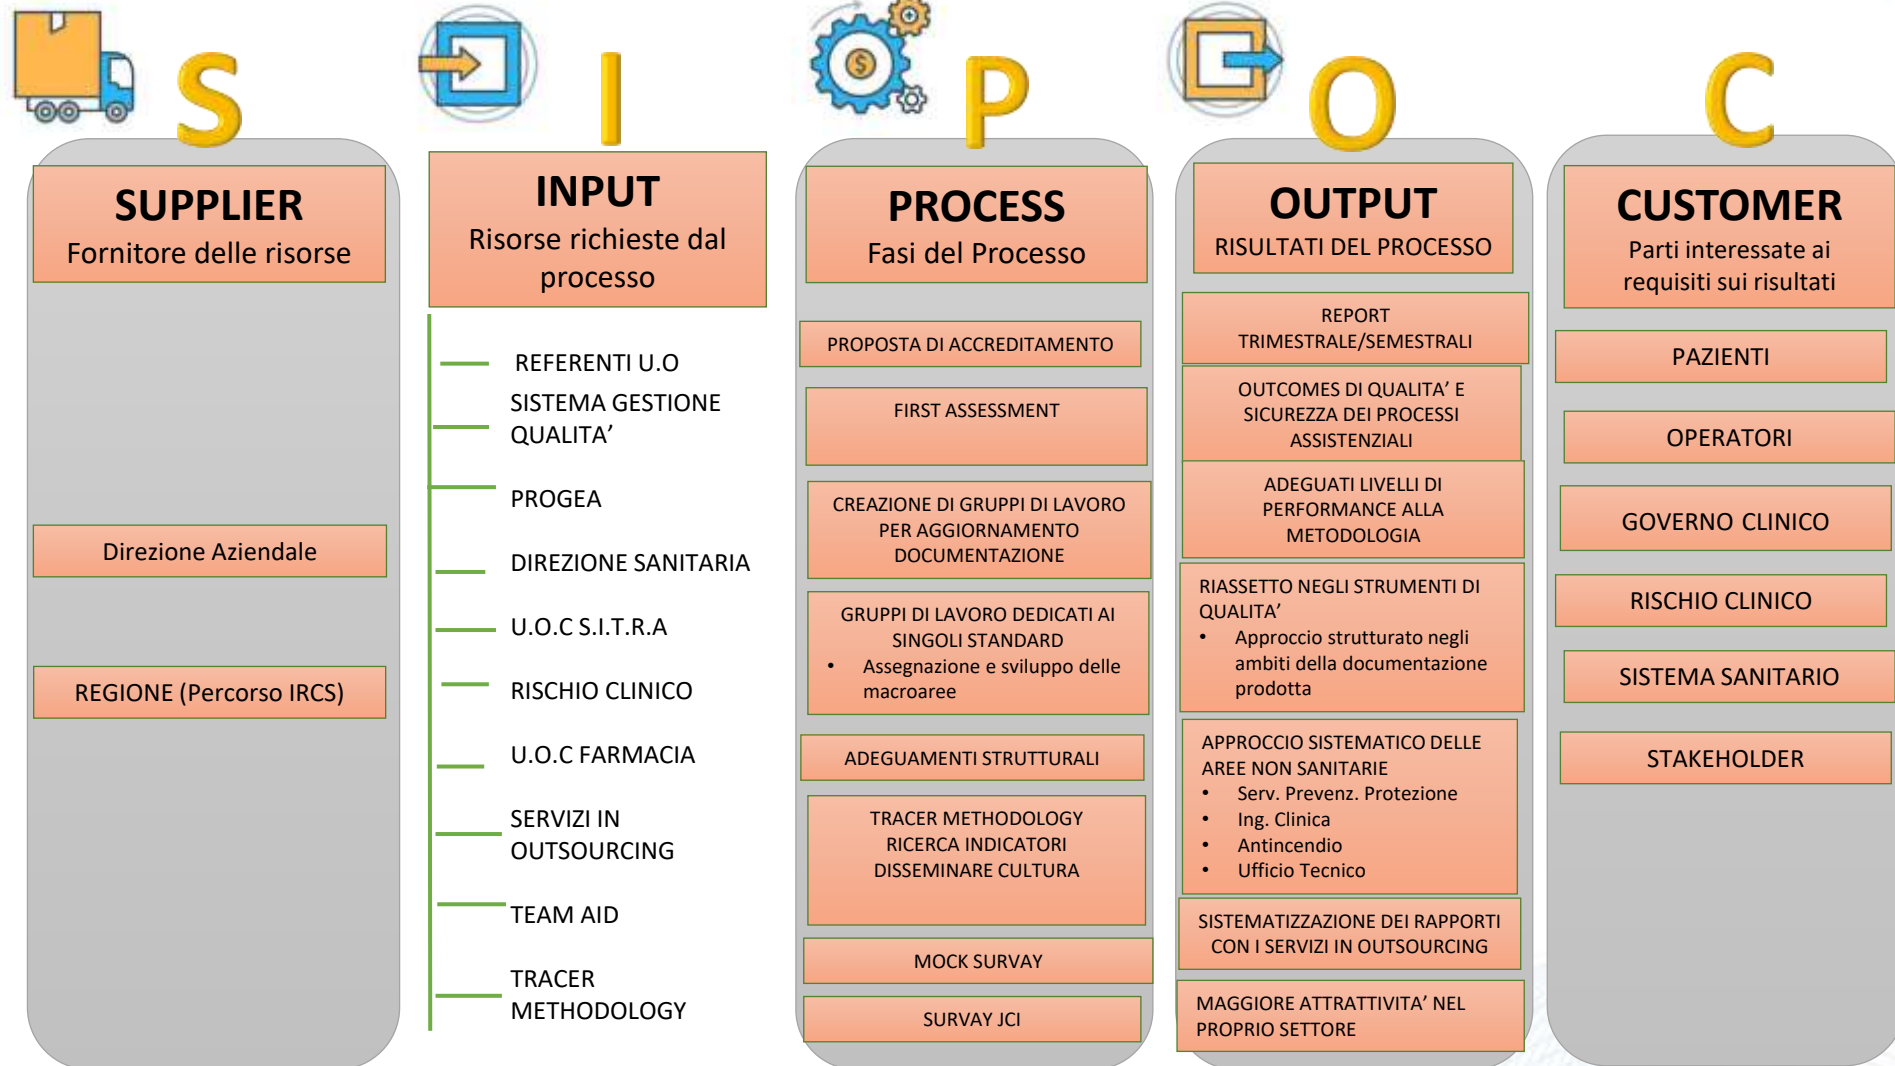 S
I
P
O
C
SUPPLIER
Fornitore delle risorse
Direzione Aziendale
REGIONE (Percorso IRCS)
INPUT
Risorse richieste dal
processo
REFERENTI U.O
SISTEMA GESTIONE
QUALITA’
PROGEA
DIREZIONE SANITARIA
U.O.C S.I.T.R.A
RISCHIO CLINICO
U.O.C FARMACIA
SERVIZI IN
OUTSOURCING
TEAM AID
TRACER
METHODOLOGY
PROCESS
Fasi del Processo
PROPOSTA DI ACCREDITAMENTO
FIRST ASSESSMENT
CREAZIONE DI GRUPPI DI LAVORO
PER AGGIORNAMENTO
DOCUMENTAZIONE
GRUPPI DI LAVORO DEDICATI AI
SINGOLI STANDARD
• Assegnazione e sviluppo delle
macroaree
ADEGUAMENTI STRUTTURALI
TRACER METHODOLOGY
RICERCA INDICATORI
DISSEMINARE CULTURA
MOCK SURVAY
SURVAY JCI
OUTPUT
RISULTATI DEL PROCESSO
REPORT
TRIMESTRALE/SEMESTRALI
OUTCOMES DI QUALITA’ E
SICUREZZA DEI PROCESSI
ASSISTENZIALI
ADEGUATI LIVELLI DI
PERFORMANCE ALLA
METODOLOGIA
RIASSETTO NEGLI STRUMENTI DI
QUALITA’
• Approccio strutturato negli
ambiti della documentazione
prodotta
APPROCCIO SISTEMATICO DELLE
AREE NON SANITARIE
• Serv. Prevenz. Protezione
• Ing. Clinica
• Antincendio
• Ufficio Tecnico
SISTEMATIZZAZIONE DEI RAPPORTI
CON I SERVIZI IN OUTSOURCING
MAGGIORE ATTRATTIVITA’ NEL
PROPRIO SETTORE
CUSTOMER
Parti interessate ai
requisiti sui risultati
PAZIENTI
OPERATORI
GOVERNO CLINICO
RISCHIO CLINICO
SISTEMA SANITARIO
STAKEHOLDER
$